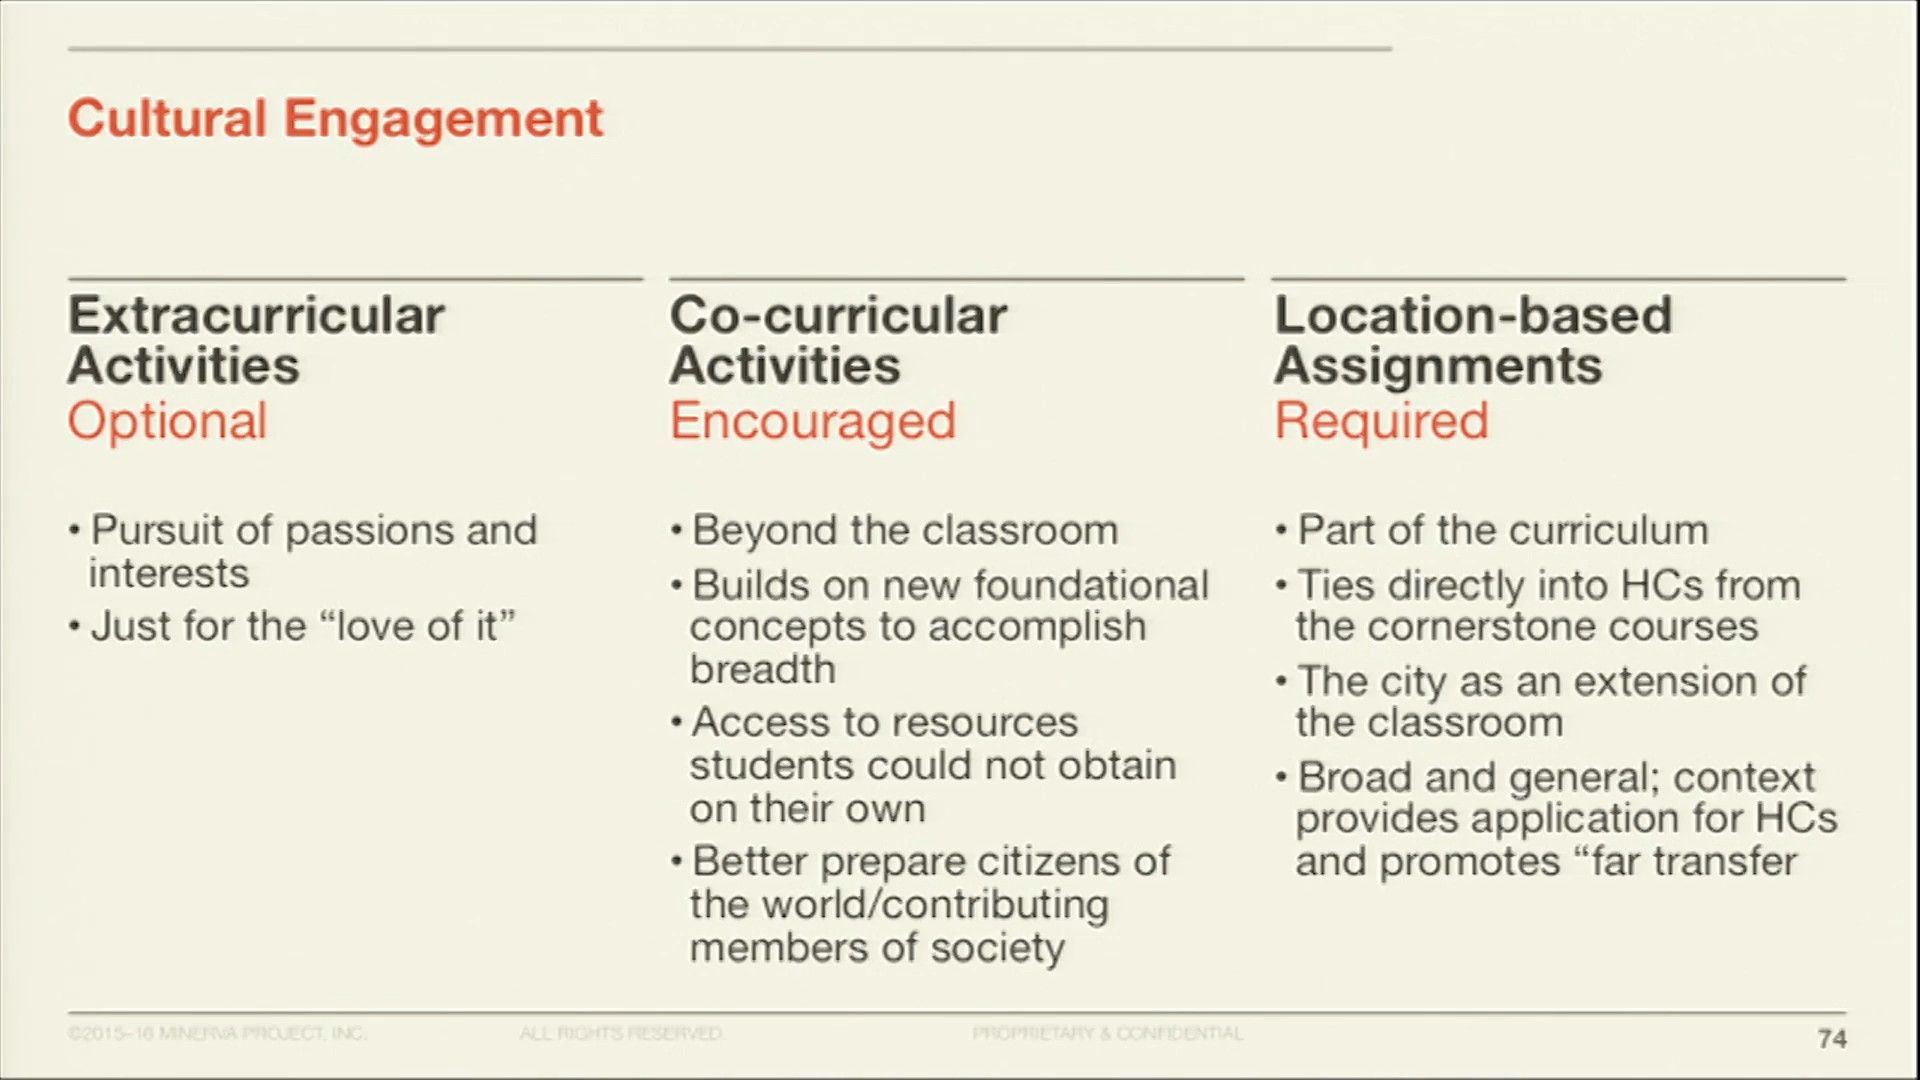 Cultural Engagement
Extracurricular
Activities
Optional
• Pursuit of passions and
interests
• Just for the “love of it”
Co-curricular
Activities
Encouraged
• Beyond the classroom
• Builds on new foundational
concepts to accomplish
breadth
• Access to resources
students could not obtain
on their own
• Better prepare citizens of
the world/contributing
members of society
Location-based
Assignments
Required
• Part of the curriculum
• Ties directly into HCs from
the cornerstone courses
• The city as an extension of
the classroom
• Broad and general; context
provides application for HCs
and promotes “far transfer
©2015–16 MINERVA PROJECT, INC.
ALL RIGHTS RESERVED.
PROPRIETARY & CONFIDENTIAL
74